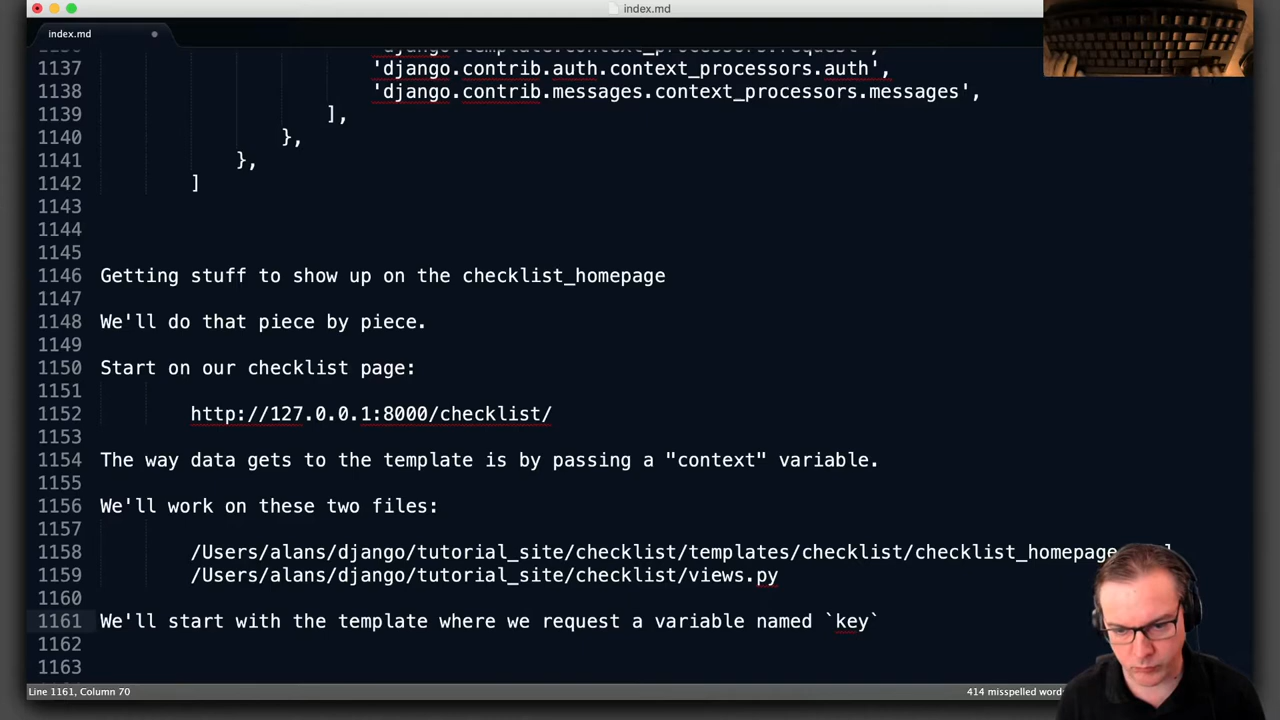 index.md
index.md
1136 'django.template.context_processors.request',
1137 'django.contrib.auth.context_processors.auth',
1138 'django.contrib.messages.context_processors.messages',
1139 ],
1140 },
1141 },
1142 ]
1143
1144
1145
1146 Getting stuff to show up on the checklist_homepage
1147
1148 We'll do that piece by piece.
1149
1150 Start on our checklist page:
1151
1152 http://127.0.0.1:8000/checklist/
1153
1154 The way data gets to the template is by passing a "context" variable.
1155
1156 We'll work on these two files:
1157
1158 /Users/alans/django/tutorial_site/checklist/templates/checklist/checklist_homepage
1159 /Users/alans/django/tutorial_site/checklist/views.py
1160
1161 We'll start with the template where we request a variable named `key`
1162
1163
Line 1161, Column 70
414 misspelled word